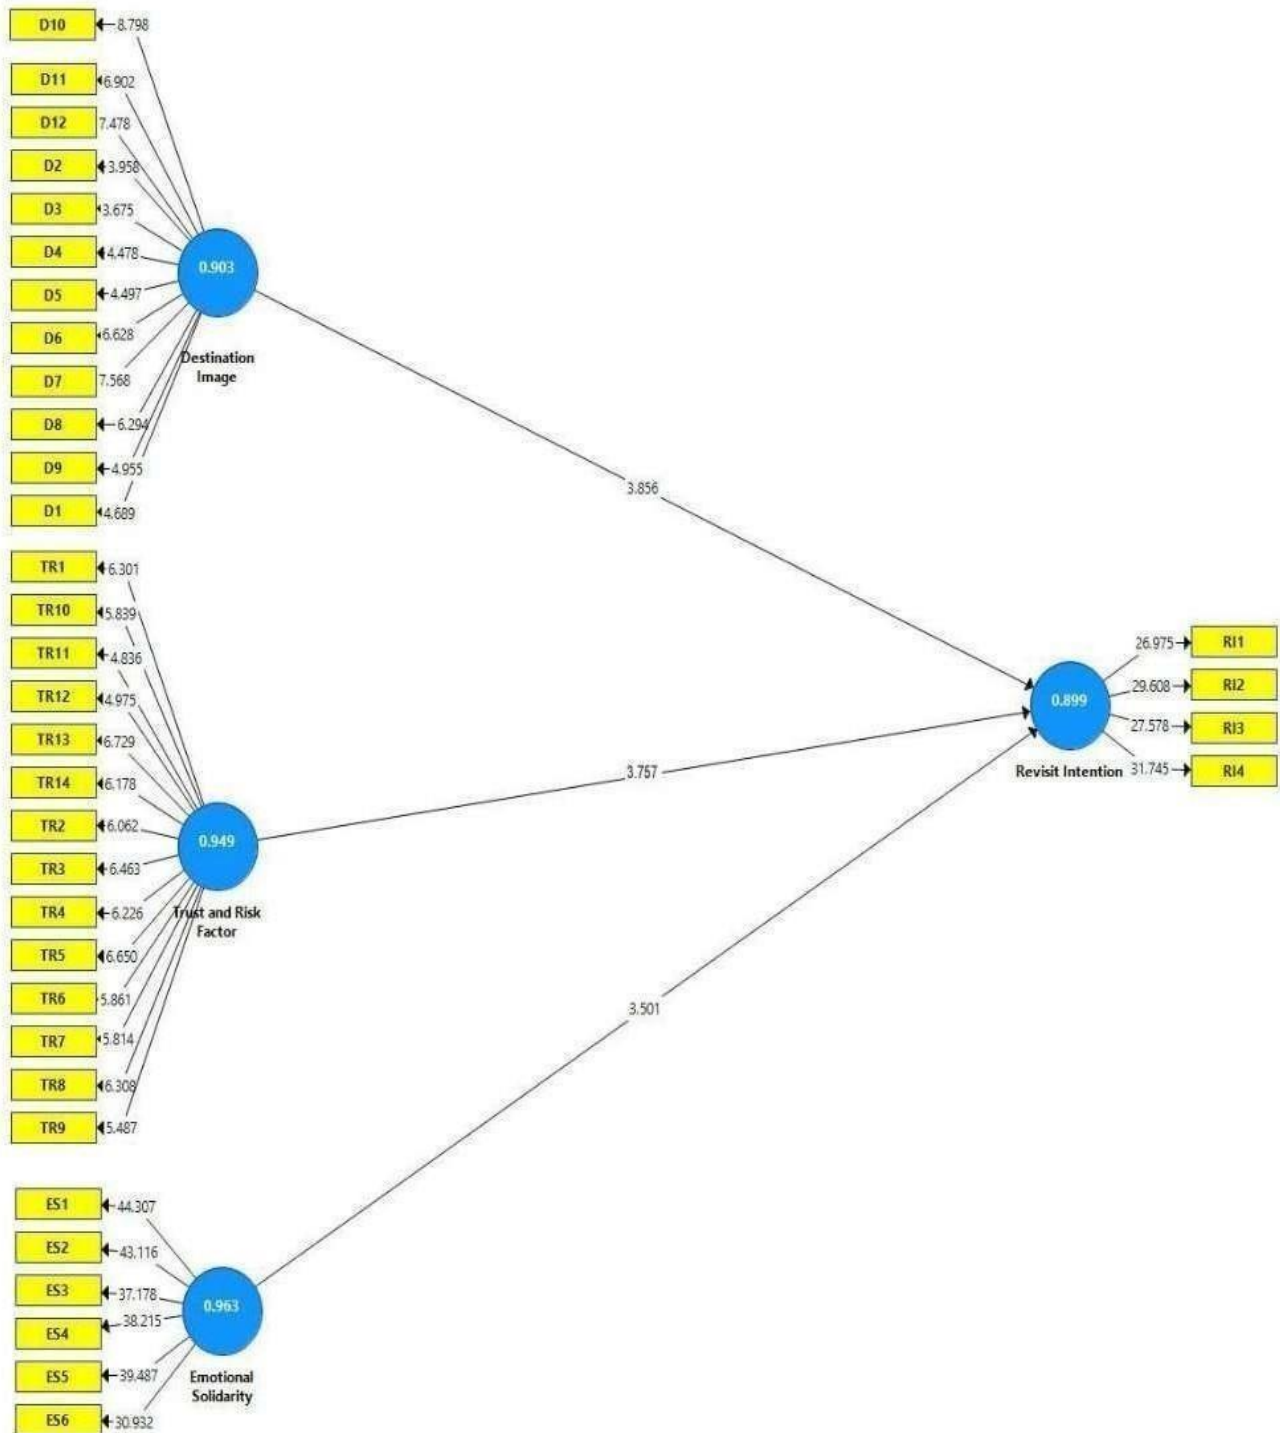 D10 8.798
D11 6.902
D12 7.478
D2 3.958
D3 3.675
D4 4.478
D5 4.497
D6 6.628
D7 7.568
D8 6.294
D9 4.955
D1 4.689
0.903
Destination
Image
3.856
TR1 6.301
TR10 5.839
TR11 4.836
TR12 4.975
TR13 6.729
TR14 6.178
TR2 6.062
TR3 6.463
TR4 6.226
TR5 6.650
TR6 5.861
TR7 5.814
TR8 6.308
TR9 5.487
0.949
Trust and Risk
Factor
3.757
ES1 44.307
ES2 43.116
ES3 37.178
ES4 38.215
ES5 39.487
ES6 30.932
0.963
Emotional
Solidarity
3.501
0.899
Revisit Intention
26.975 RI1
29.608 RI2
27.578 RI3
31.745 RI4